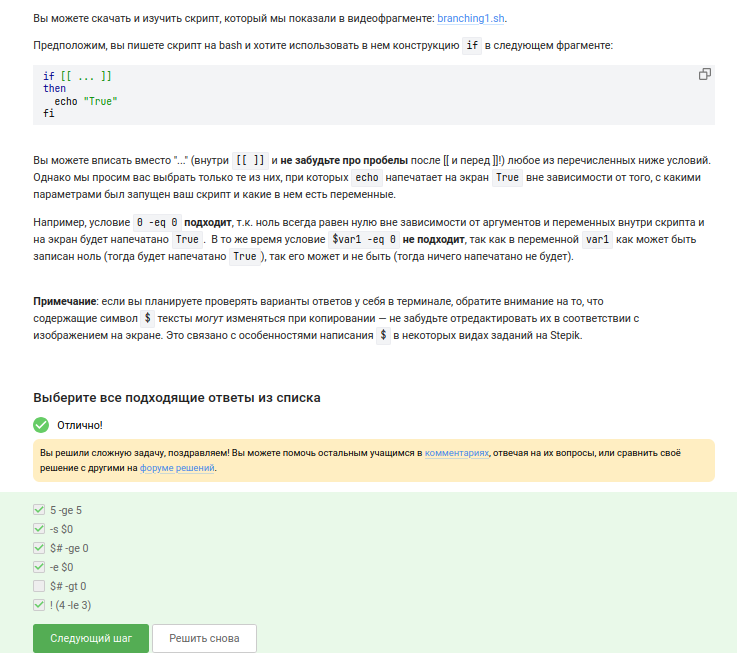 Вы можете скачать и изучить скрипт, который мы показали в видеофрагменте: branching1.sh.
Предположим, вы пишете скрипт на bash и хотите использовать в нем конструкцию if в следующем фрагменте:
if [[ ... ]]
then
  echo "True"
fi
Вы можете вписать вместо "..." (внутри [[ ]] и не забудьте про пробелы после [[ и перед ]]!) любое из перечисленных ниже условий.
Однако мы просим вас выбрать только те из них, при которых echo напечатает на экран True вне зависимости от того, с какими
параметрами был запущен ваш скрипт и какие в нем есть переменные.
Например, условие 0 -eq 0 подходит, т.к. ноль всегда равен нулю вне зависимости от аргументов и переменных внутри скрипта и
на экран будет напечатано True. В то же время условие $var1 -eq 0 не подходит, так как в переменной var1 как может быть
записан ноль (тогда будет напечатано True), так его может и не быть (тогда ничего напечатано не будет).
Примечание: если вы планируете проверять варианты ответов у себя в терминале, обратите внимание на то, что
содержащие символ $ тексты могут изменяться при копировании — не забудьте отредактировать их в соответствии с
изображением на экране. Это связано с особенностями написания $ в некоторых видах заданий на Stepik.
Выберите все подходящие ответы из списка
Отлично!
Вы решили сложную задачу, поздравляем! Вы можете помочь остальным учащимся в комментариях, отвечая на их вопросы, или сравнить своё
решение с другими на форуме решений.
5 -ge 5
-s $0
$# -ge 0
-e $0
$# -gt 0
! (4 -le 3)
Следующий шаг Решить снова